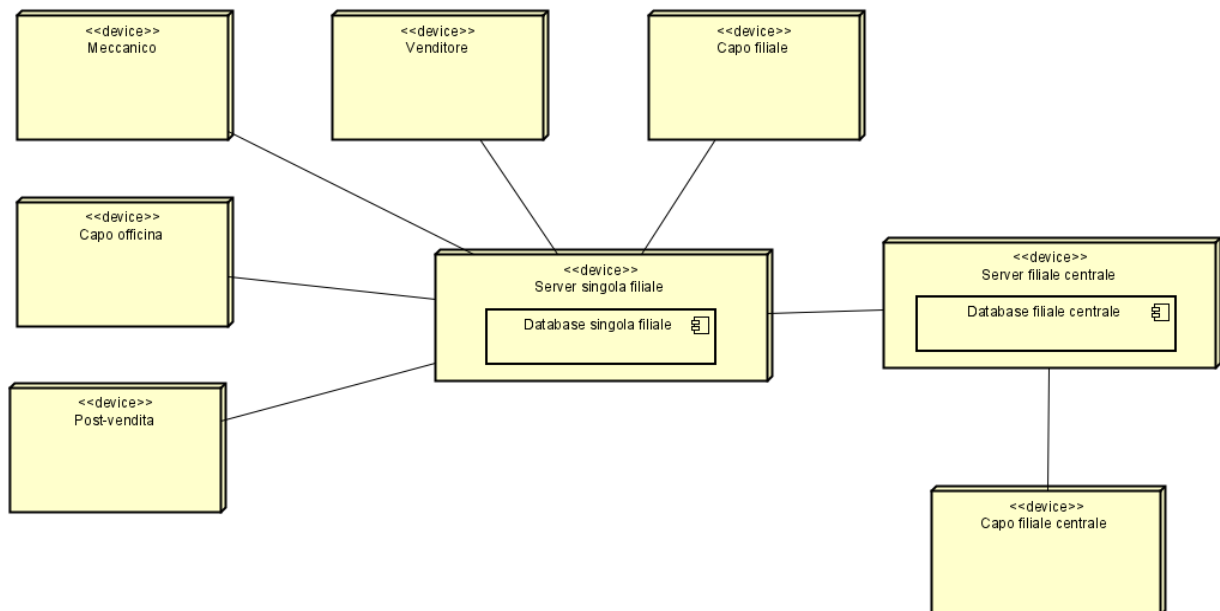 <<device>>
Meccanico
<<device>>
Venditore
<<device>>
Capo filiale
<<device>>
Capo officina
<<device>>
Server singola filiale
Database singola filiale
<<device>>
Server filiale centrale
Database filiale centrale
<<device>>
Post-vendita
<<device>>
Capo filiale centrale